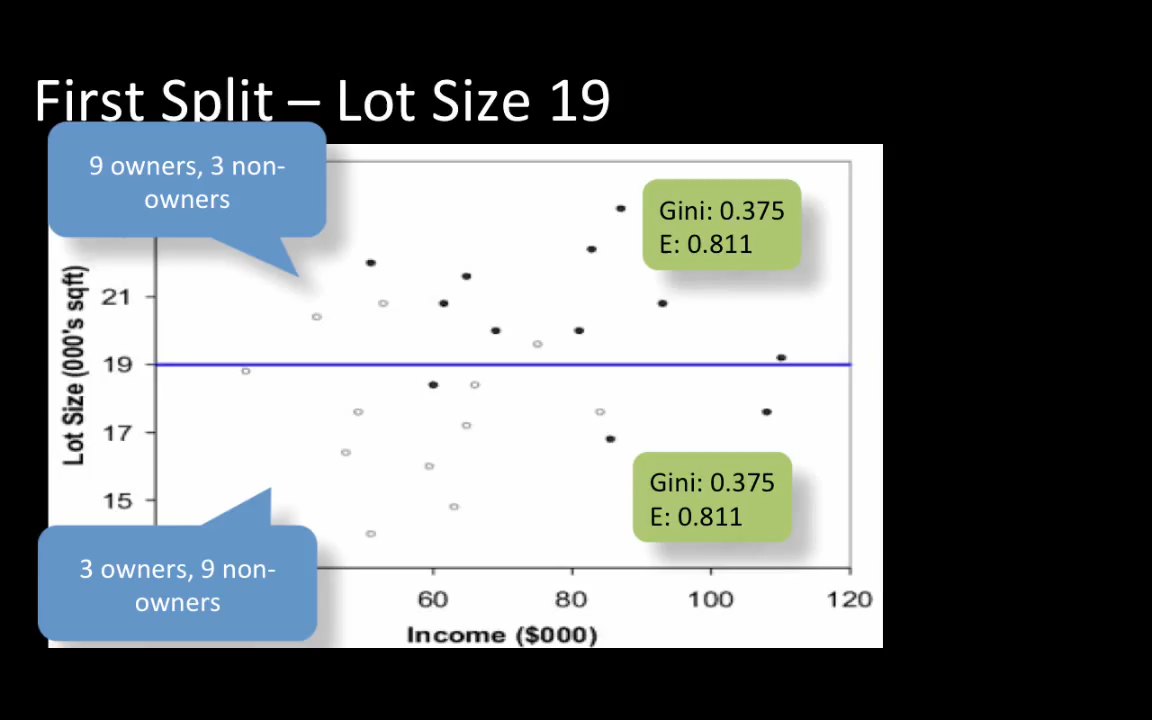 First Split – Lot Size 19
9 owners, 3 non-
owners
Gini: 0.375
E: 0.811
Lot Size (000's sqft)
21
19
17
15
Gini: 0.375
E: 0.811
3 owners, 9 non-
owners
60 80 100 120
Income ($000)